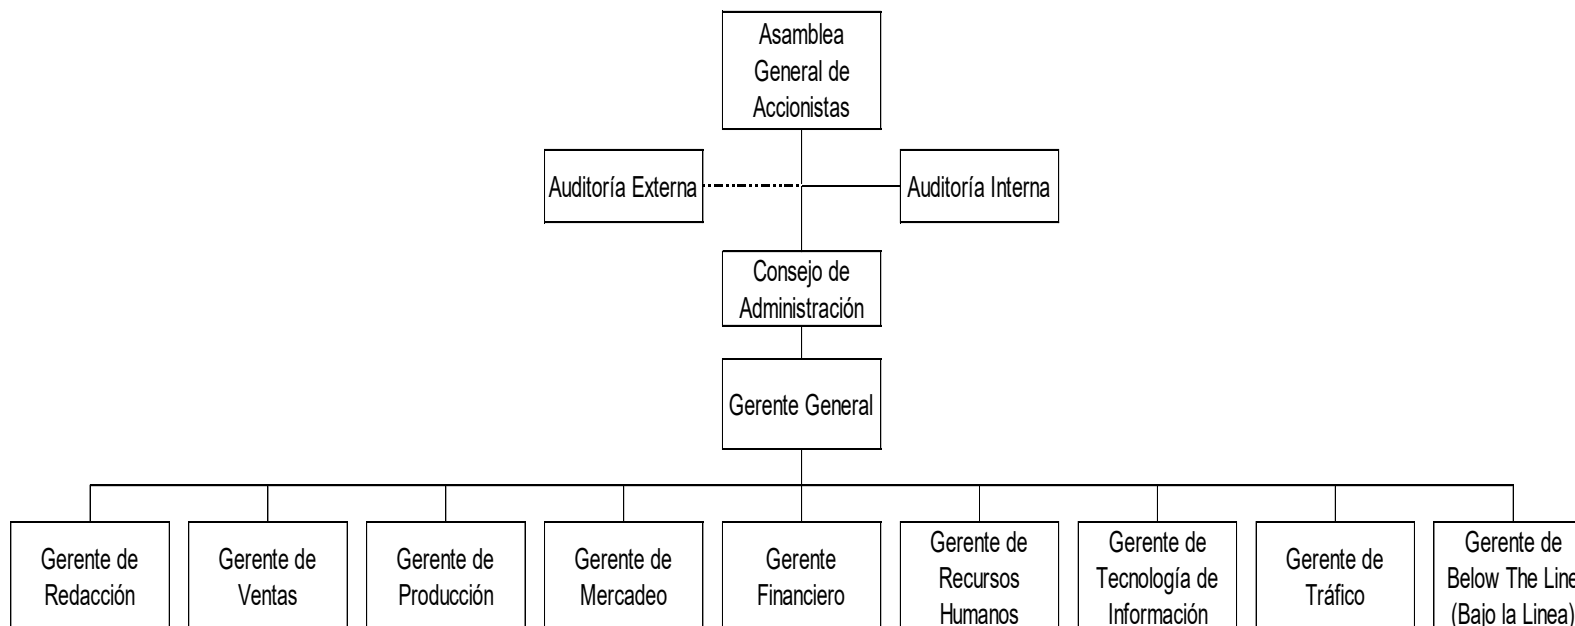 Asamblea
General de
Accionistas
Auditoría Externa
Auditoría Interna
Consejo de
Administración
Gerente General
Gerente de
Redacción
Gerente de
Ventas
Gerente de
Producción
Gerente de
Mercadeo
Gerente
Financiero
Gerente de
Recursos
Humanos
Gerente de
Tecnología de
Información
Gerente de
Tráfico
Gerente de
Below The Line
(Bajo la Linea)